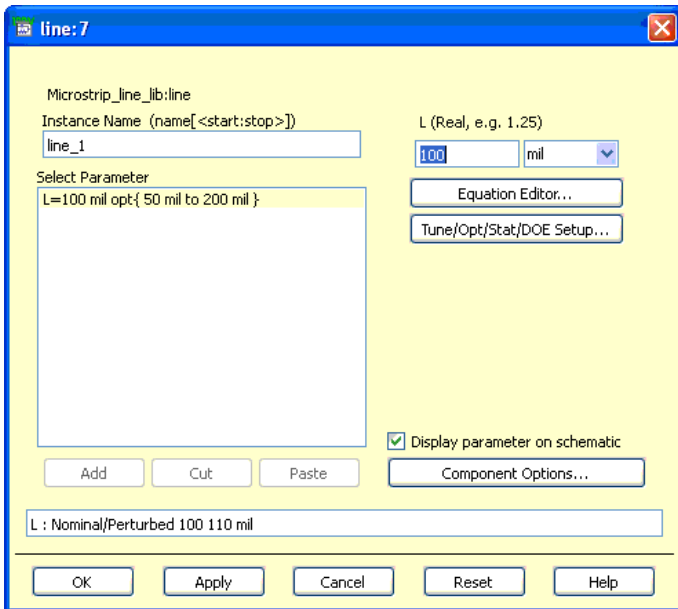 line:7
Microstrip_line_lib:line
Instance Name (name[<start:stop>])
line_1
L (Real, e.g. 1.25)
100 mil
Select Parameter
L=100 mil opt{ 50 mil to 200 mil }
Equation Editor...
Tune/Opt/Stat/DOE Setup...
Display parameter on schematic
Add Cut Paste
Component Options...
L : Nominal/Perturbed 100 110 mil
OK Apply Cancel Reset Help